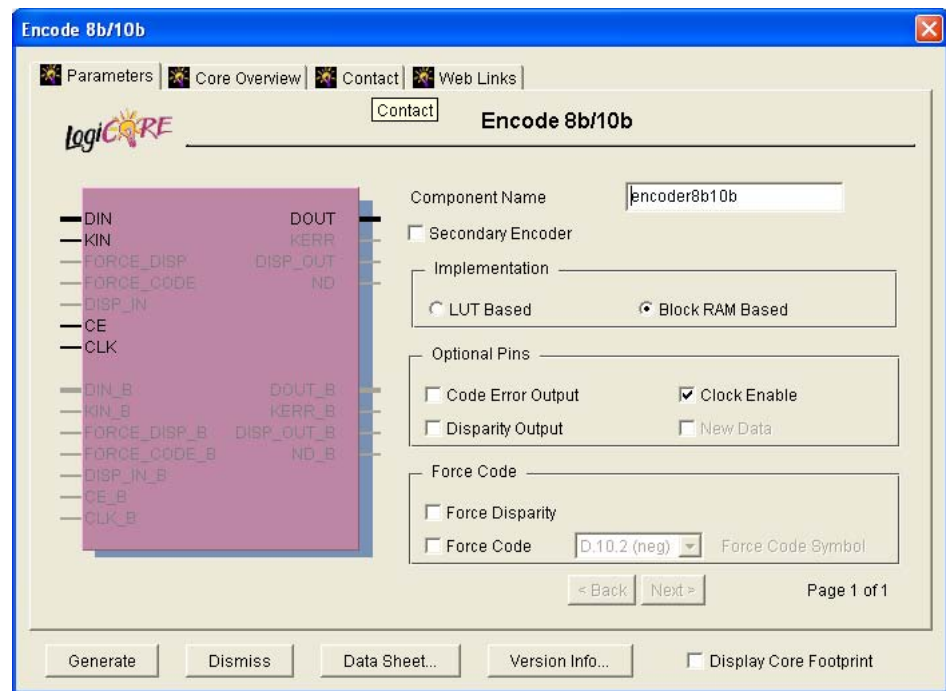 Encode 8b/10b
Parameters Core Overview Contact Web Links
Contact
LogiCORE
Encode 8b/10b
DIN DOUT
KIN KERR
FORCE_DISP DISP_OUT
FORCE_CODE ND
DISP_IN
CE
CLK
DIN_B DOUT_B
KIN_B KERR_B
FORCE_DISP_B DISP_OUT_B
FORCE_CODE_B ND_B
DISP_IN_B
CE_B
CLK_B
Component Name encoder8b10b
Secondary Encoder
Implementation
LUT Based Block RAM Based
Optional Pins
Code Error Output Clock Enable
Disparity Output New Data
Force Code
Force Disparity
Force Code D.10.2 (neg) Force Code Symbol
< Back Next > Page 1 of 1
Generate Dismiss Data Sheet... Version Info... Display Core Footprint